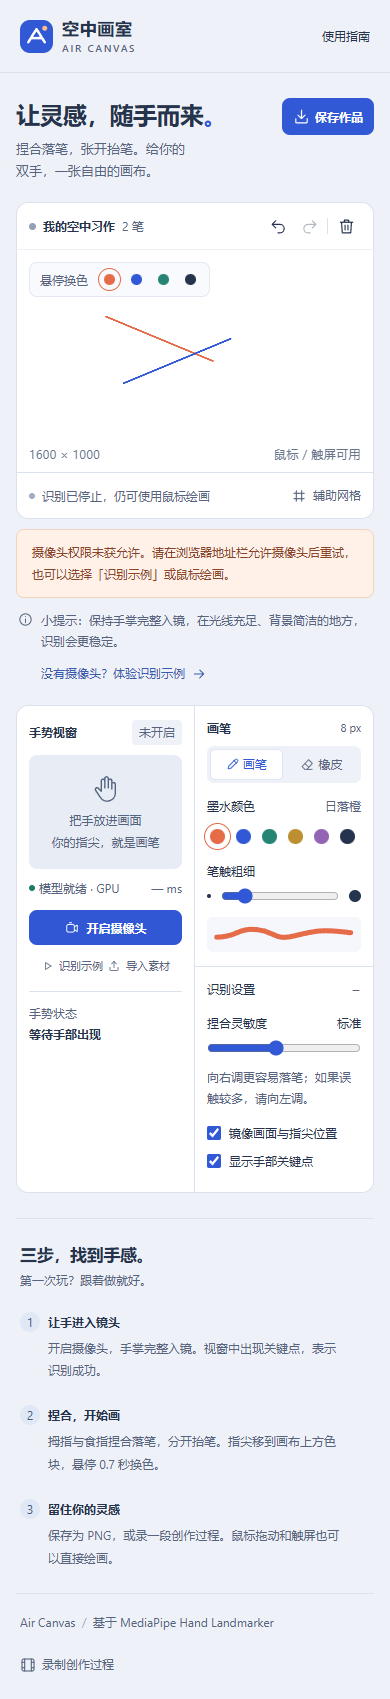 空中画室
AIR CANVAS
使用指南
让灵感，随手而来。
保存作品
捏合落笔，张开抬笔。给你的
双手，一张自由的画布。
我的空中习作 2 笔
悬停换色
1600 × 1000
鼠标 / 触屏可用
识别已停止，仍可使用鼠标绘画
辅助网格
摄像头权限未获允许。请在浏览器地址栏允许摄像头后重试，
也可以选择「识别示例」或鼠标绘画。
小提示：保持手掌完整入镜，在光线充足、背景简洁的地方，
识别会更稳定。
没有摄像头？体验识别示例 →
手势视窗
未开启
把手放进画面
你的指尖，就是画笔
模型就绪 · GPU
— ms
开启摄像头
识别示例
导入素材
手势状态
等待手部出现
画笔
8 px
画笔
橡皮
墨水颜色
日落橙
笔触粗细
识别设置
–
捏合灵敏度
标准
向右调更容易落笔；如果误
触较多，请向左调。
镜像画面与指尖位置
显示手部关键点
三步，找到手感。
第一次玩？跟着做就好。
1
让手进入镜头
开启摄像头，手掌完整入镜。视窗中出现关键点，表示
识别成功。
2
捏合，开始画
拇指与食指捏合落笔，分开抬笔。指尖移到画布上方色
块，悬停 0.7 秒换色。
3
留住你的灵感
保存为 PNG，或录一段创作过程。鼠标拖动和触屏也可
以直接绘画。
Air Canvas / 基于 MediaPipe Hand Landmarker
录制创作过程